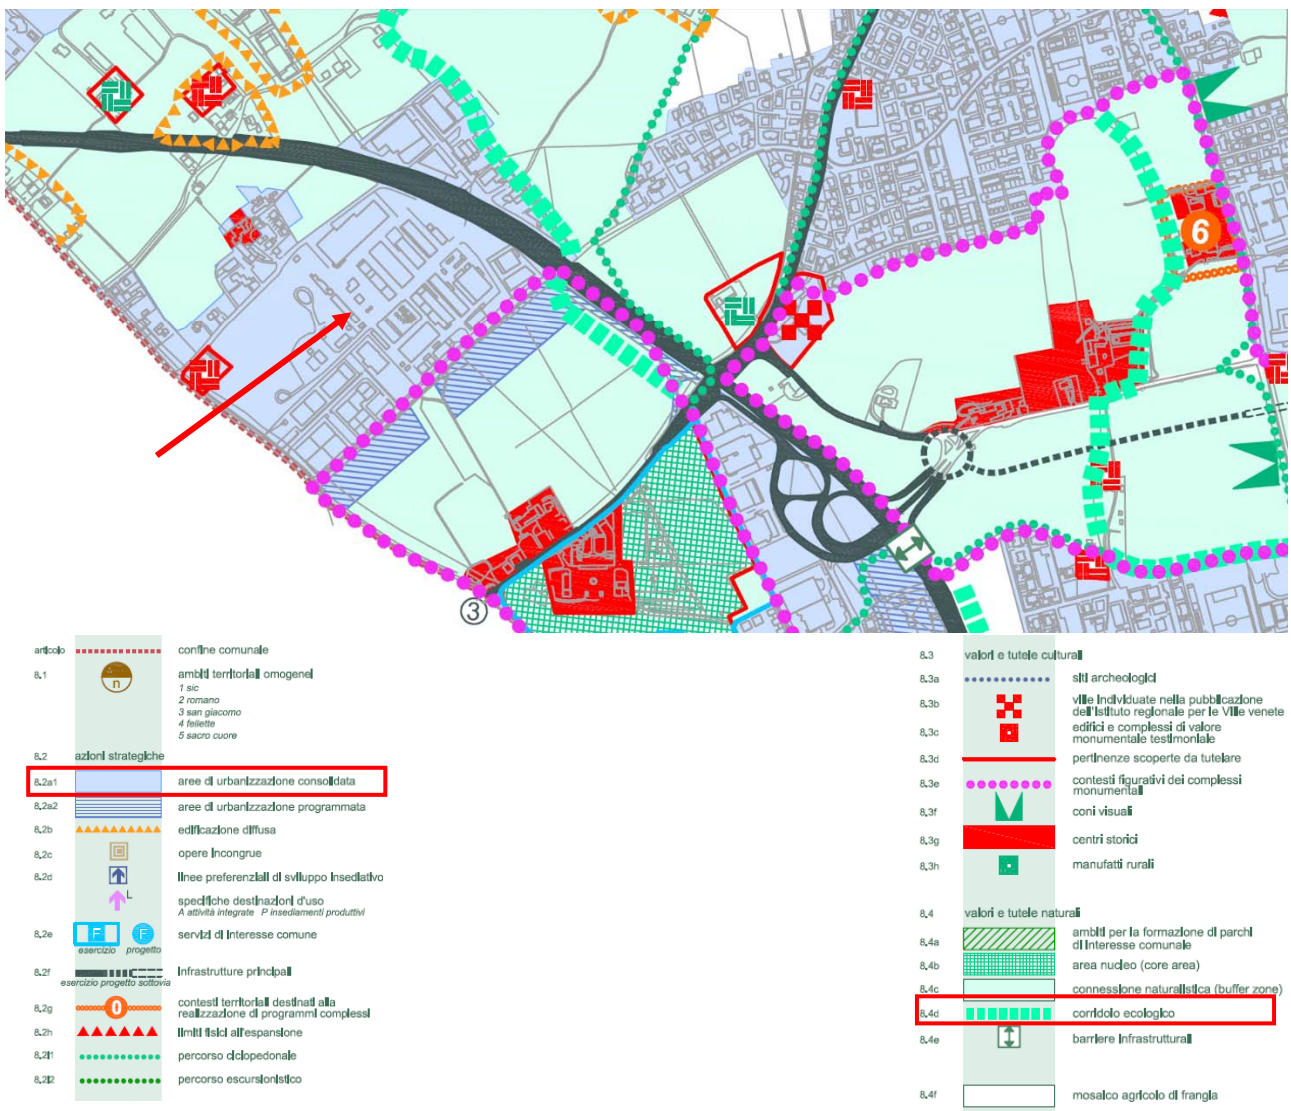 6
3
articolo
confine comunale
8.1
n
ambiti territoriali omogenei
1 sic
2 romano
3 san giacomo
4 fellette
5 sacro cuore
8.2 azioni strategiche
8.2a1 aree di urbanizzazione consolidata
8.2a2 aree di urbanizzazione programmata
8.2b edificazione diffusa
8.2c opere incongrue
8.2d linee preferenziali di sviluppo insediativo
L
specifiche destinazioni d'uso
A attività integrate P insediamenti produttivi
8.2e F F servizi di interesse comune
esercizio progetto
8.2f infrastrutture principali
esercizio progetto sottovia
8.2g 0 contesti territoriali destinati alla
realizzazione di programmi complessi
8.2h limiti fisici all'espansione
8.2i1 percorso ciclopedonale
8.2i2 percorso escursionistico
8.3 valori e tutele culturali
8.3a siti archeologici
8.3b ville individuate nella pubblicazione
dell'istituto regionale per le Ville venete
8.3c edifici e complessi di valore
monumentale testimoniale
8.3d pertinenze scoperte da tutelare
8.3e contesti figurativi dei complessi
monumentali
8.3f coni visuali
8.3g centri storici
8.3h manufatti rurali
8.4 valori e tutele naturali
8.4a ambiti per la formazione di parchi
di interesse comunale
8.4b area nucleo (core area)
8.4c connessione naturalistica (buffer zone)
8.4d corridoio ecologico
8.4e barriere infrastrutturali
8.4f mosaico agricolo di frangia